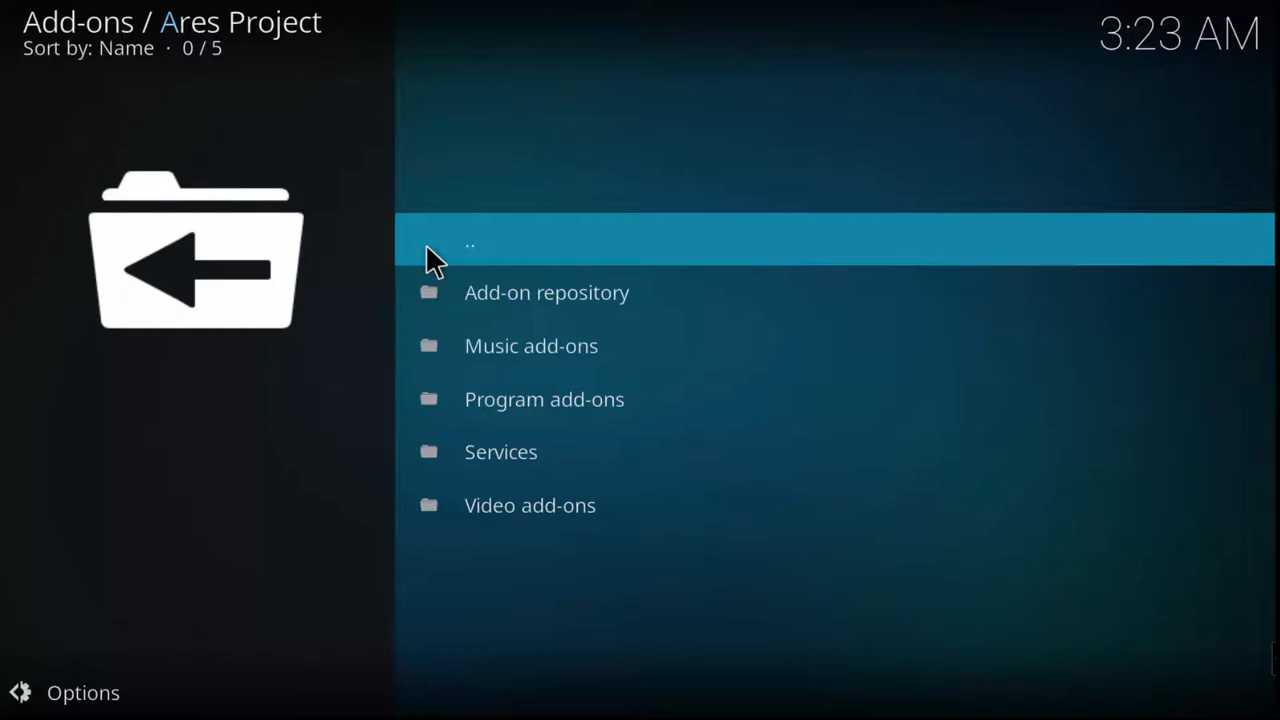 Add-ons / Ares Project
Sort by: Name · 0 / 5
3:23 AM
..
Add-on repository
Music add-ons
Program add-ons
Services
Video add-ons
Options